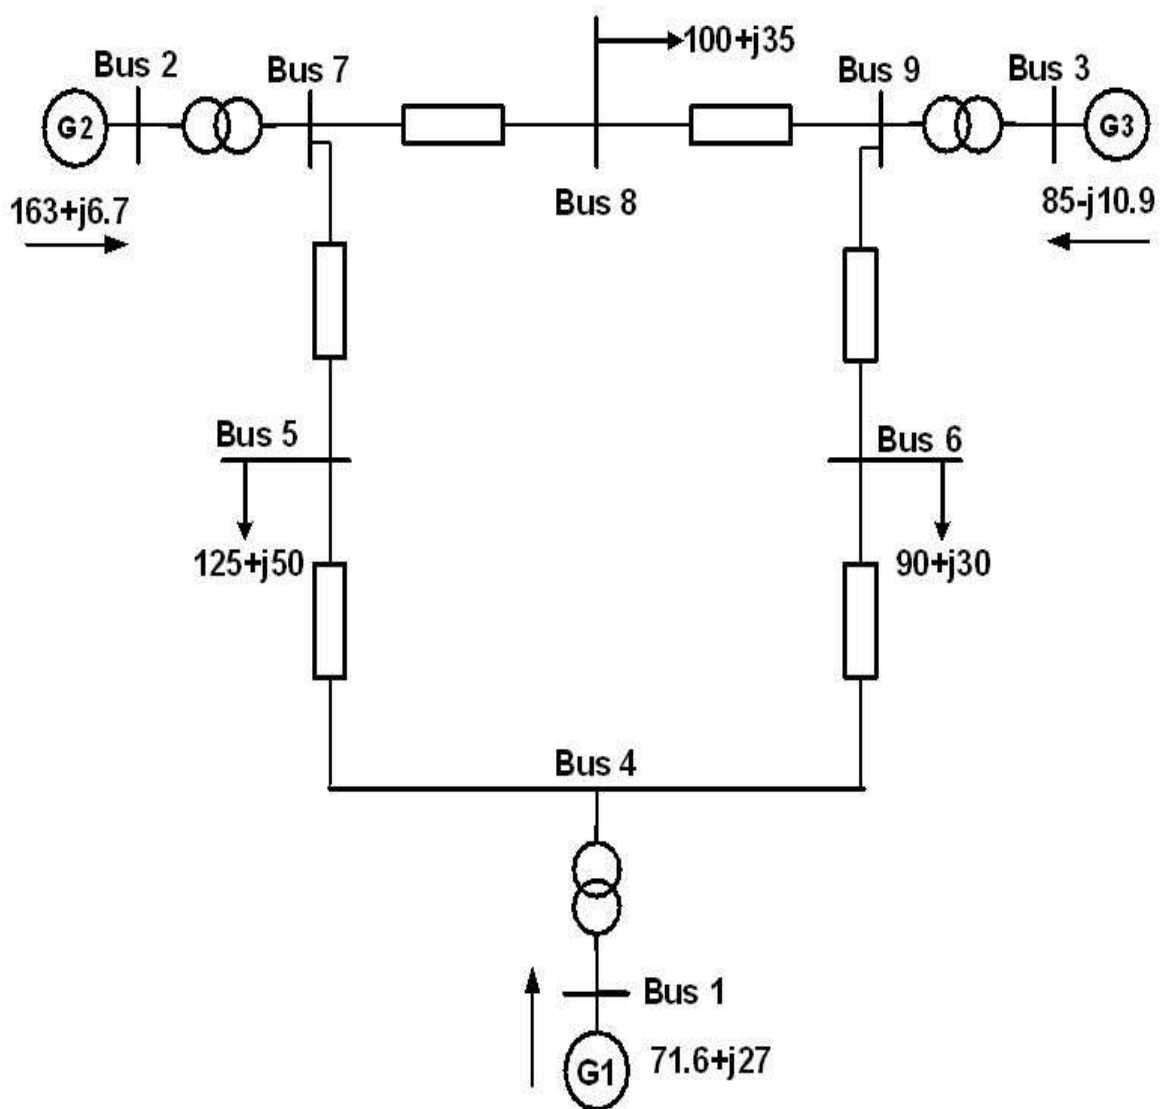 100+j35
Bus 2
Bus 7
Bus 9
Bus 3
G2
G3
Bus 8
163+j6.7
85-j10.9
Bus 5
Bus 6
125+j50
90+j30
Bus 4
Bus 1
G1
71.6+j27